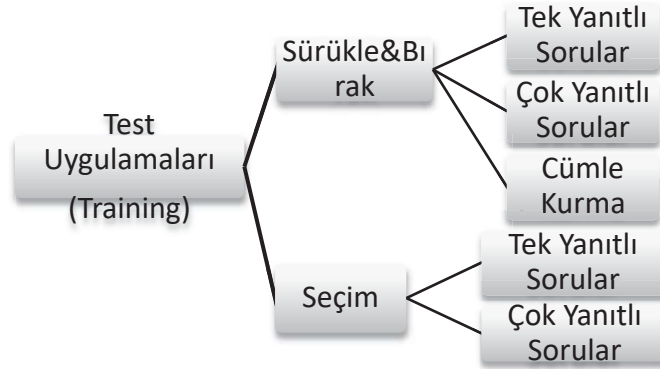 Test
Uygulamaları
(Training)
Sürükle&Bı
rak
Tek Yanıtlı
Sorular
Çok Yanıtlı
Sorular
Cümle
Kurma
Seçim
Tek Yanıtlı
Sorular
Çok Yanıtlı
Sorular